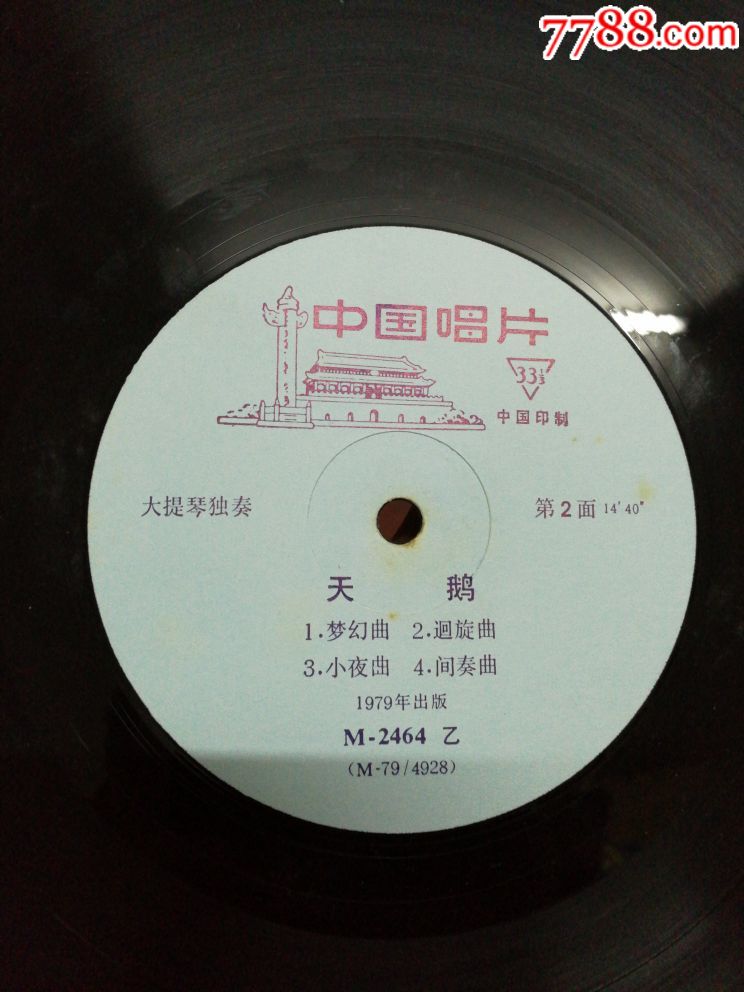 7788.com
中国唱片
33⅓
中国印制
大提琴独奏 第2面 14′40″
天 鹅
1.梦幻曲 2.迴旋曲
3.小夜曲 4.间奏曲
1979年出版
M-2464 乙
(M-79/4928)